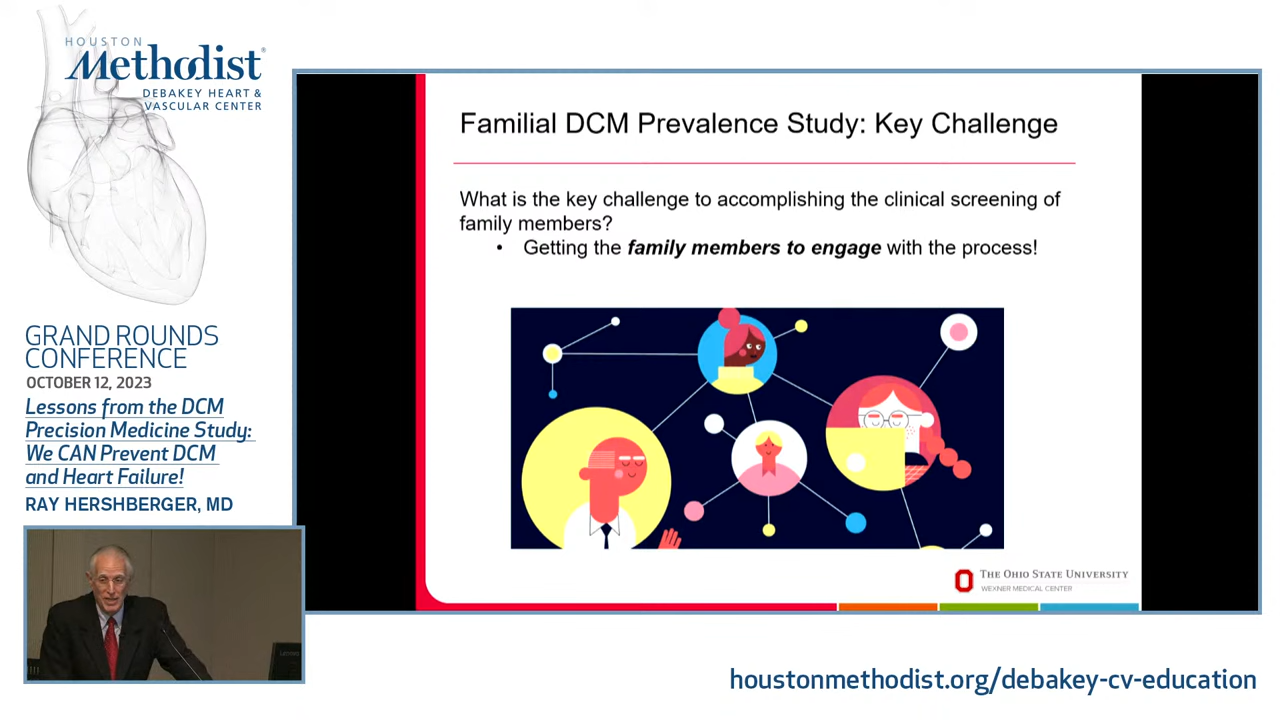 HOUSTON
Methodist®
DEBAKEY HEART &
VASCULAR CENTER
GRAND ROUNDS
CONFERENCE
OCTOBER 12, 2023
Lessons from the DCM
Precision Medicine Study:
We CAN Prevent DCM
and Heart Failure!
RAY HERSHBERGER, MD
Familial DCM Prevalence Study: Key Challenge
What is the key challenge to accomplishing the clinical screening of
family members?
• Getting the family members to engage with the process!
THE OHIO STATE UNIVERSITY
WEXNER MEDICAL CENTER
houstonmethodist.org/debakey-cv-education